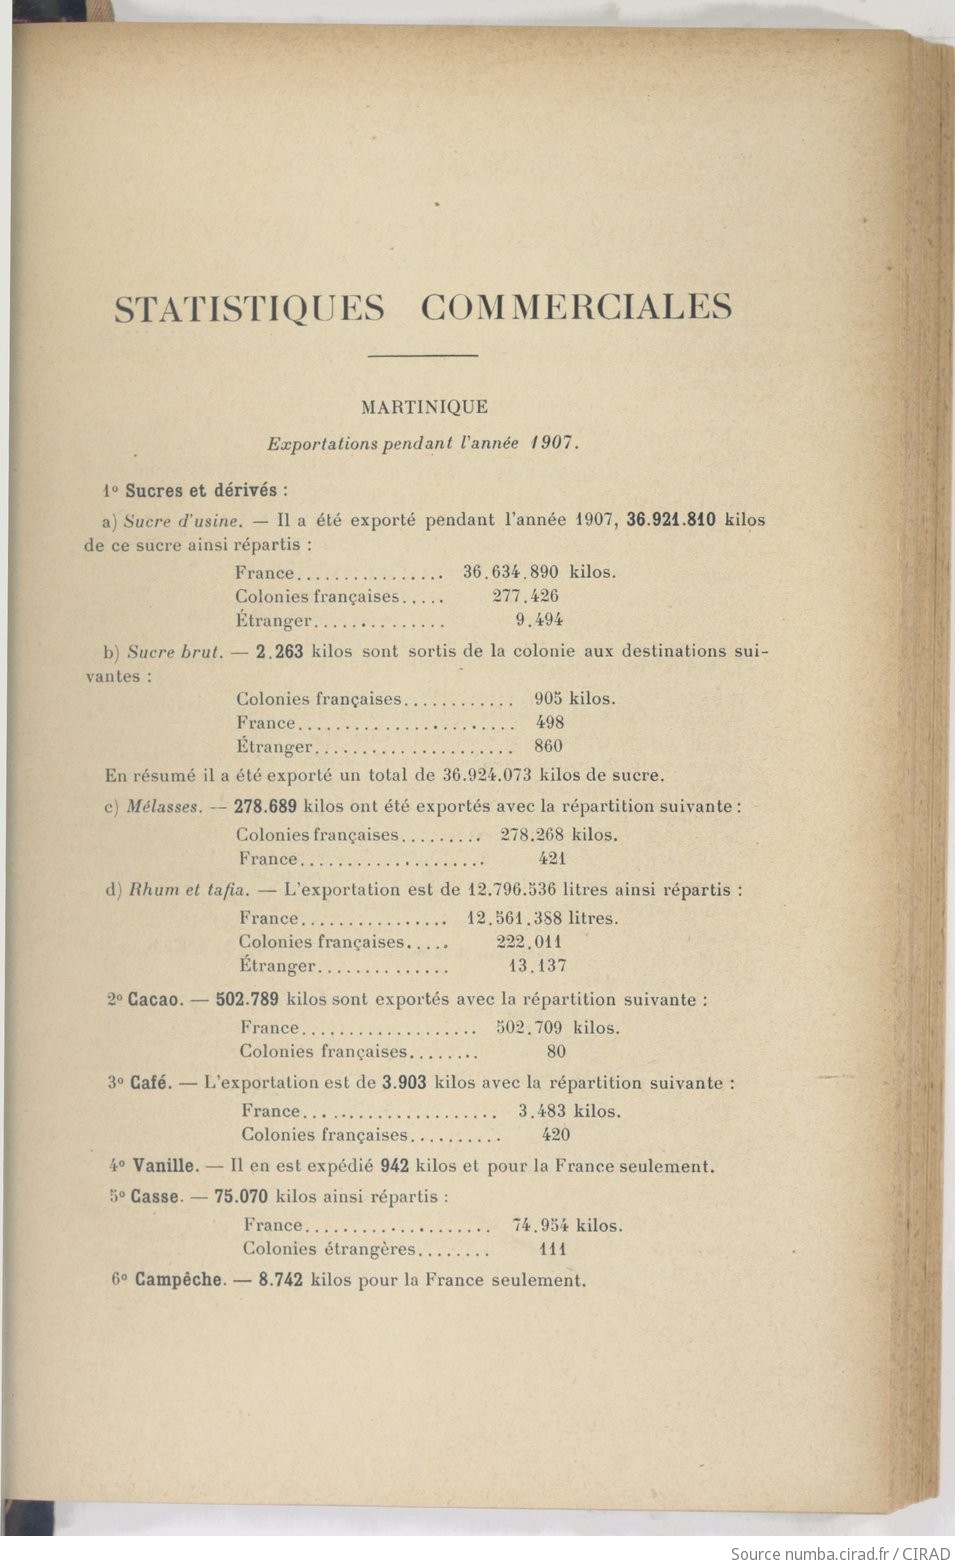 STATISTIQUES COMMERCIALES
MARTINIQUE
Exportations pendant l'année 1907.
1º Sucres et dérivés :
a) Sucre d'usine. — Il a été exporté pendant l'année 1907, 36.921.810 kilos
de ce sucre ainsi répartis :
France................ 36.634.890 kilos.
Colonies françaises..... 277.426
Étranger.............. 9.494
b) Sucre brut. — 2.263 kilos sont sortis de la colonie aux destinations sui-
vantes :
Colonies françaises............ 905 kilos.
France....................... 498
Étranger..................... 860
En résumé il a été exporté un total de 36.924.073 kilos de sucre.
c) Mélasses. — 278.689 kilos ont été exportés avec la répartition suivante :
Colonies françaises......... 278.268 kilos.
France.................... 421
d) Rhum et tafia. — L'exportation est de 12.796.536 litres ainsi répartis :
France............... 12.561.388 litres.
Colonies françaises..... 222.011
Étranger.............. 13.137
2º Cacao. — 502.789 kilos sont exportés avec la répartition suivante :
France................... 502.709 kilos.
Colonies françaises........ 80
3º Café. — L'exportation est de 3.903 kilos avec la répartition suivante :
France..................... 3.483 kilos.
Colonies françaises.......... 420
4º Vanille. — Il en est expédié 942 kilos et pour la France seulement.
5º Casse. — 75.070 kilos ainsi répartis :
France.................... 74.954 kilos.
Colonies étrangères........ 111
6º Campêche. — 8.742 kilos pour la France seulement.
Source numba.cirad.fr / CIRAD